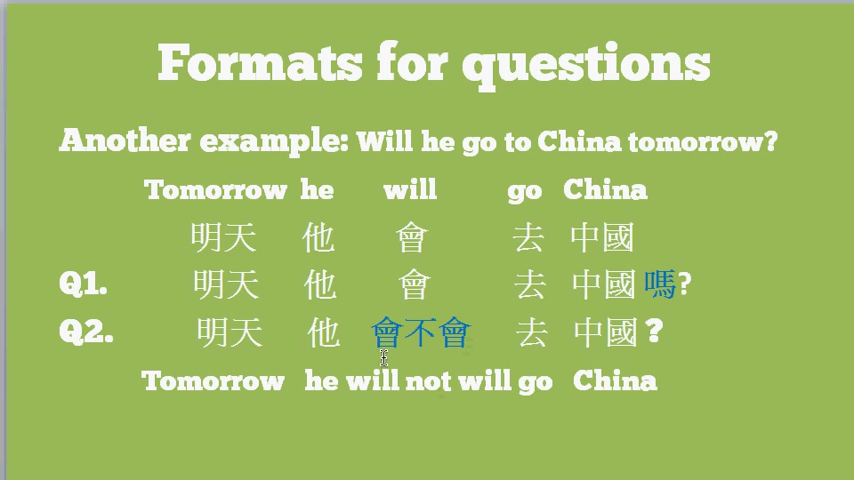 Formats for questions
Another example: Will he go to China tomorrow?
Tomorrow he will go China
明天 他 會 去 中國
Q1. 明天 他 會 去 中國 嗎?
Q2. 明天 他 會不會 去 中國 ?
Tomorrow he will not will go China